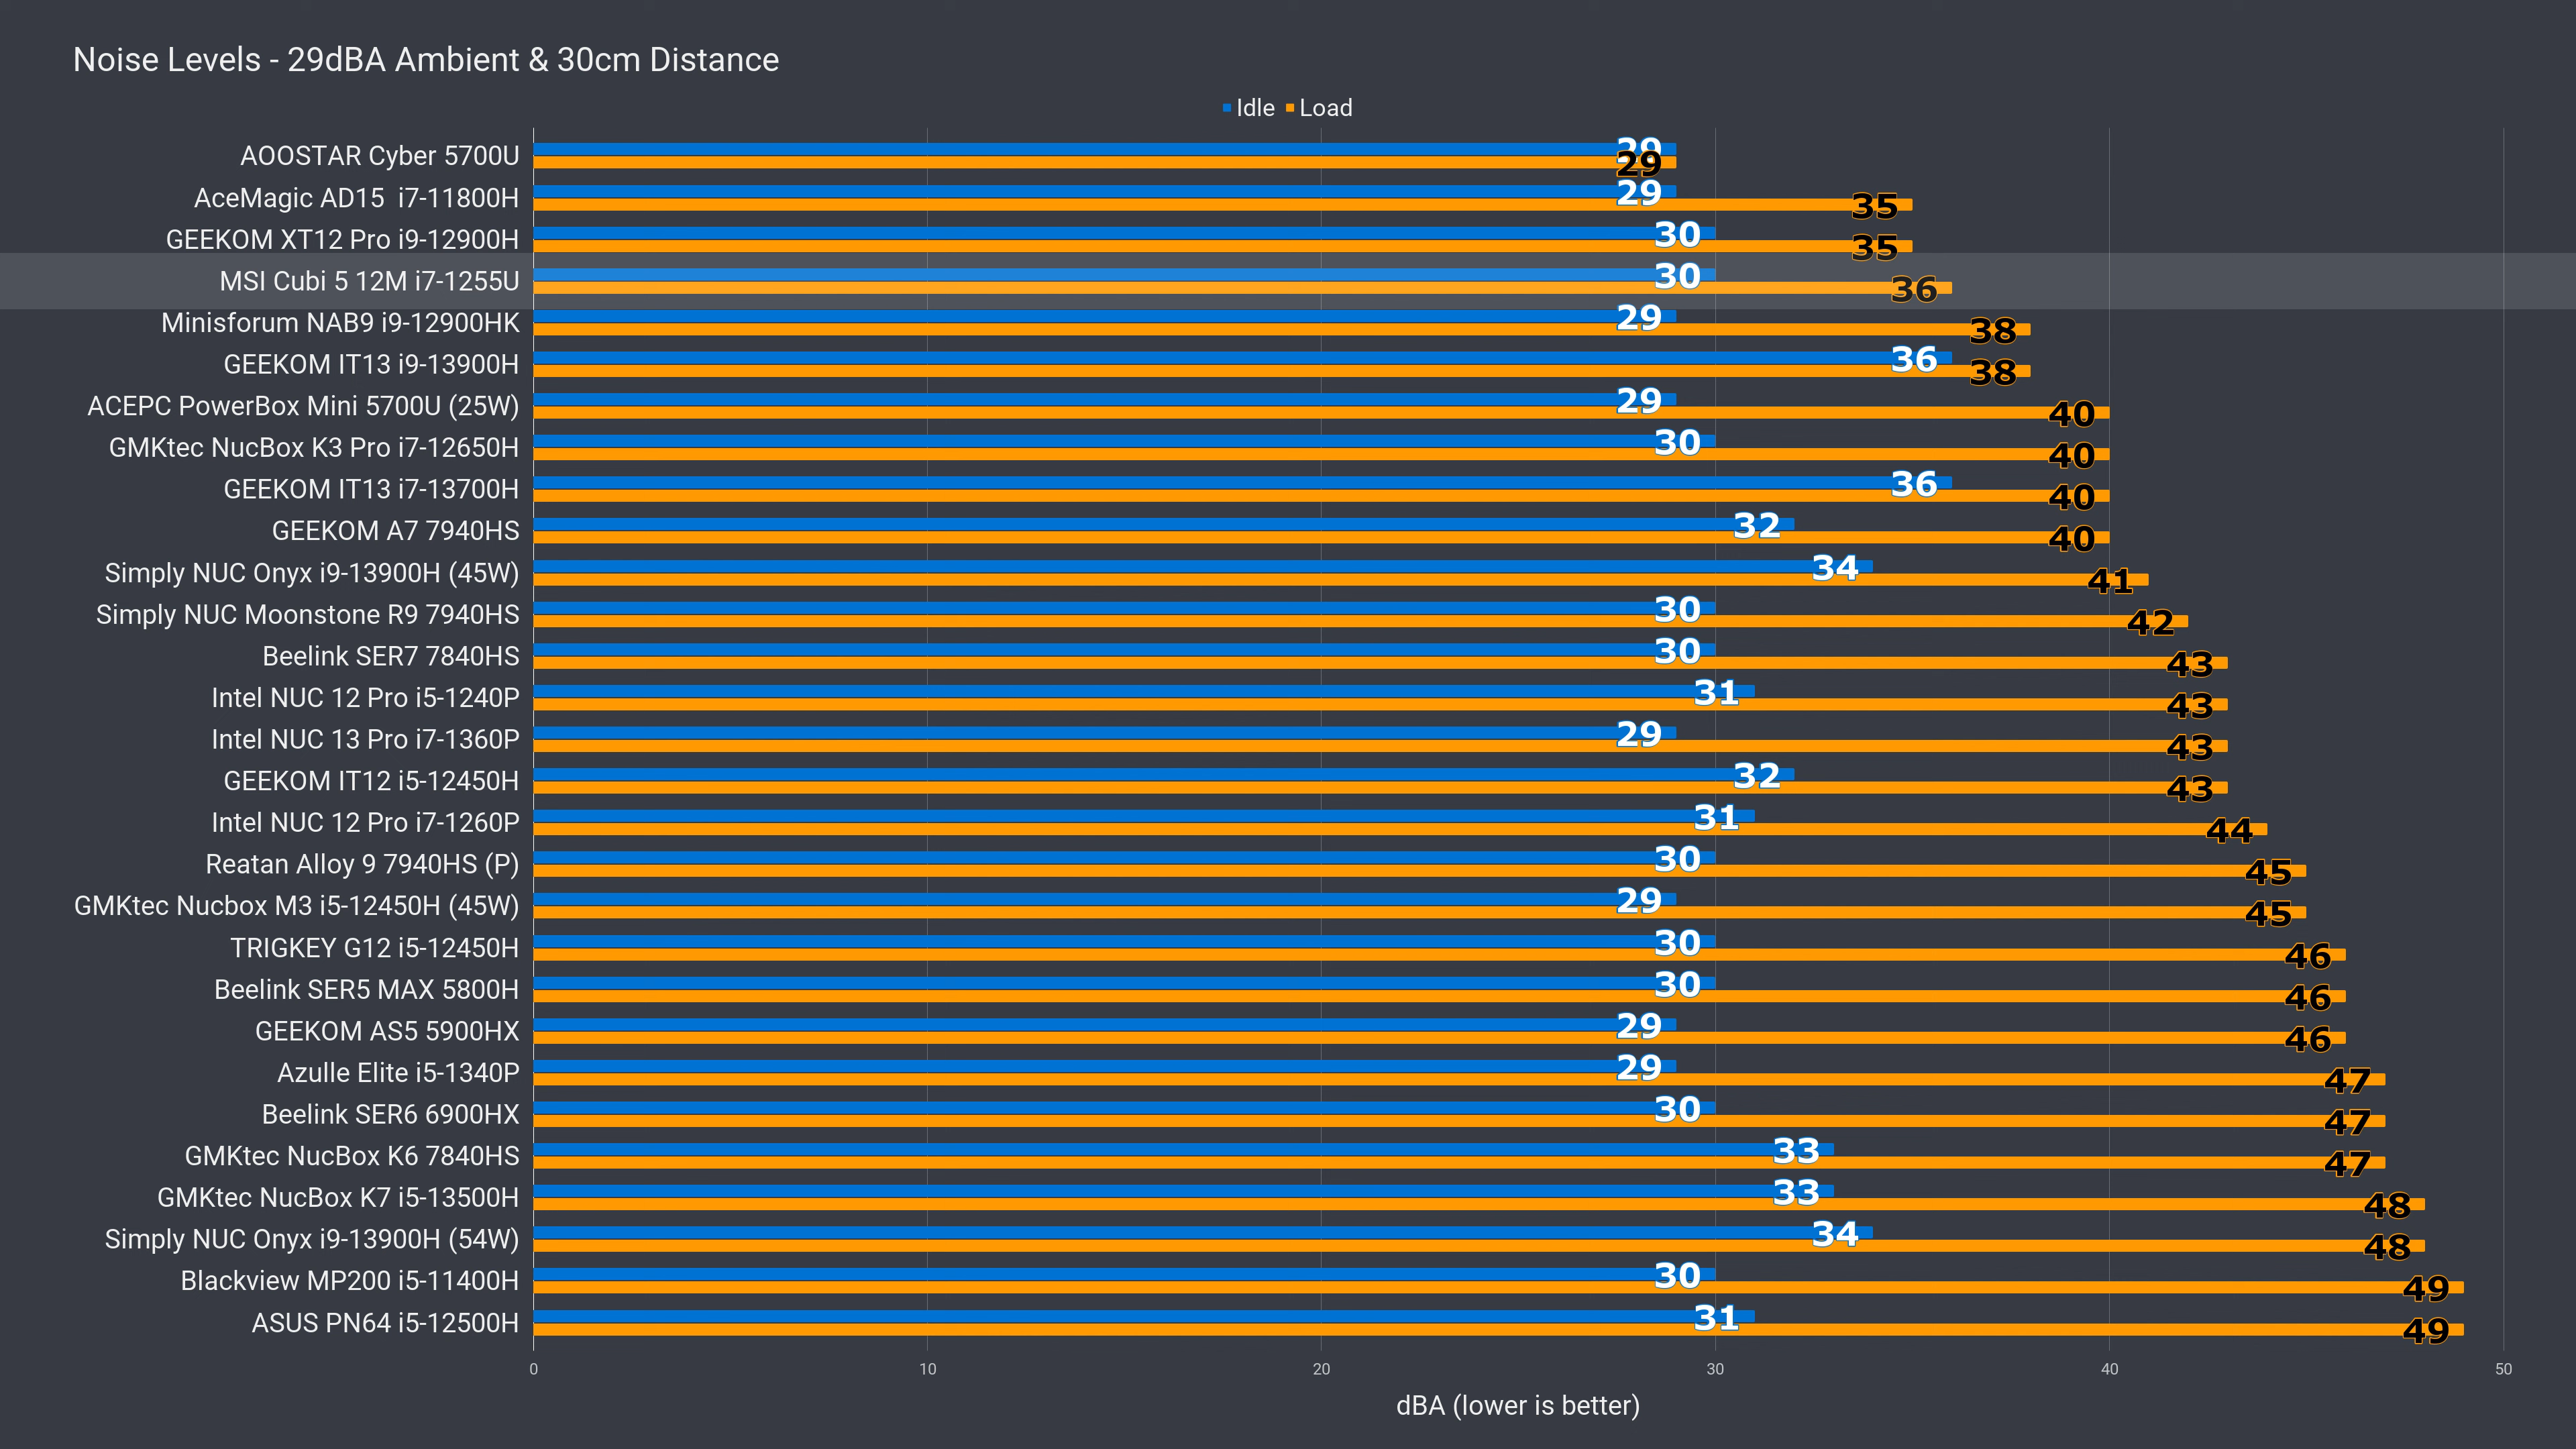 Noise Levels - 29dBA Ambient & 30cm Distance
Idle Load
AOOSTAR Cyber 5700U 29 29
AceMagic AD15  i7-11800H 29 35
GEEKOM XT12 Pro i9-12900H 30 35
MSI Cubi 5 12M i7-1255U 30 36
Minisforum NAB9 i9-12900HK 29 38
GEEKOM IT13 i9-13900H 36 38
ACEPC PowerBox Mini 5700U (25W) 29 40
GMKtec NucBox K3 Pro i7-12650H 30 40
GEEKOM IT13 i7-13700H 36 40
GEEKOM A7 7940HS 32 40
Simply NUC Onyx i9-13900H (45W) 34 41
Simply NUC Moonstone R9 7940HS 30 42
Beelink SER7 7840HS 30 43
Intel NUC 12 Pro i5-1240P 31 43
Intel NUC 13 Pro i7-1360P 29 43
GEEKOM IT12 i5-12450H 32 43
Intel NUC 12 Pro i7-1260P 31 44
Reatan Alloy 9 7940HS (P) 30 45
GMKtec Nucbox M3 i5-12450H (45W) 29 45
TRIGKEY G12 i5-12450H 30 46
Beelink SER5 MAX 5800H 30 46
GEEKOM AS5 5900HX 29 46
Azulle Elite i5-1340P 29 47
Beelink SER6 6900HX 30 47
GMKtec NucBox K6 7840HS 33 47
GMKtec NucBox K7 i5-13500H 33 48
Simply NUC Onyx i9-13900H (54W) 34 48
Blackview MP200 i5-11400H 30 49
ASUS PN64 i5-12500H 31 49
0 10 20 30 40 50
dBA (lower is better)